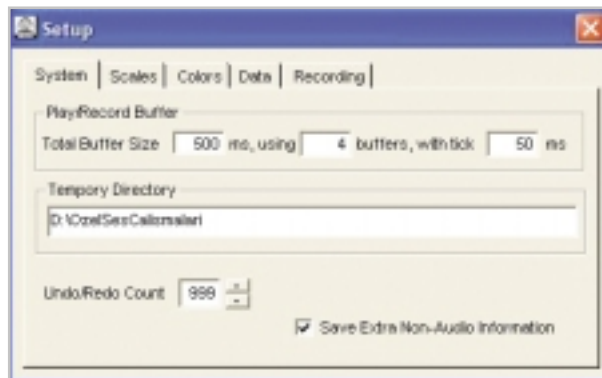 Setup
System Scales Colors Data Recording
Play/Record Buffer
Total Buffer Size 500 ms, using 4 buffers, with tick 50 ms
Tempory Directory
D:\OzelSesCalismalari
Undo/Redo Count 999
Save Extra Non-Audio Information